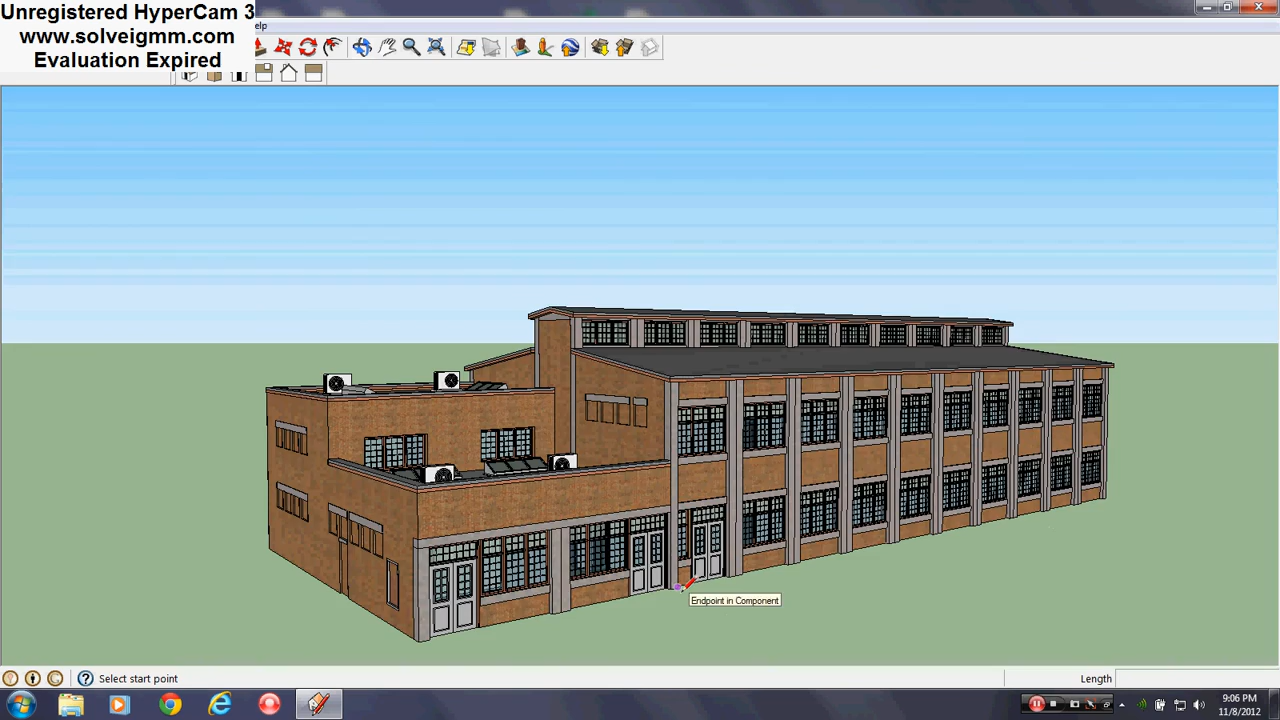 Unregistered HyperCam 3
www.solveigmm.com
Evaluation Expired
elp
Endpoint in Component
Select start point
Length
9:06 PM
11/8/2012